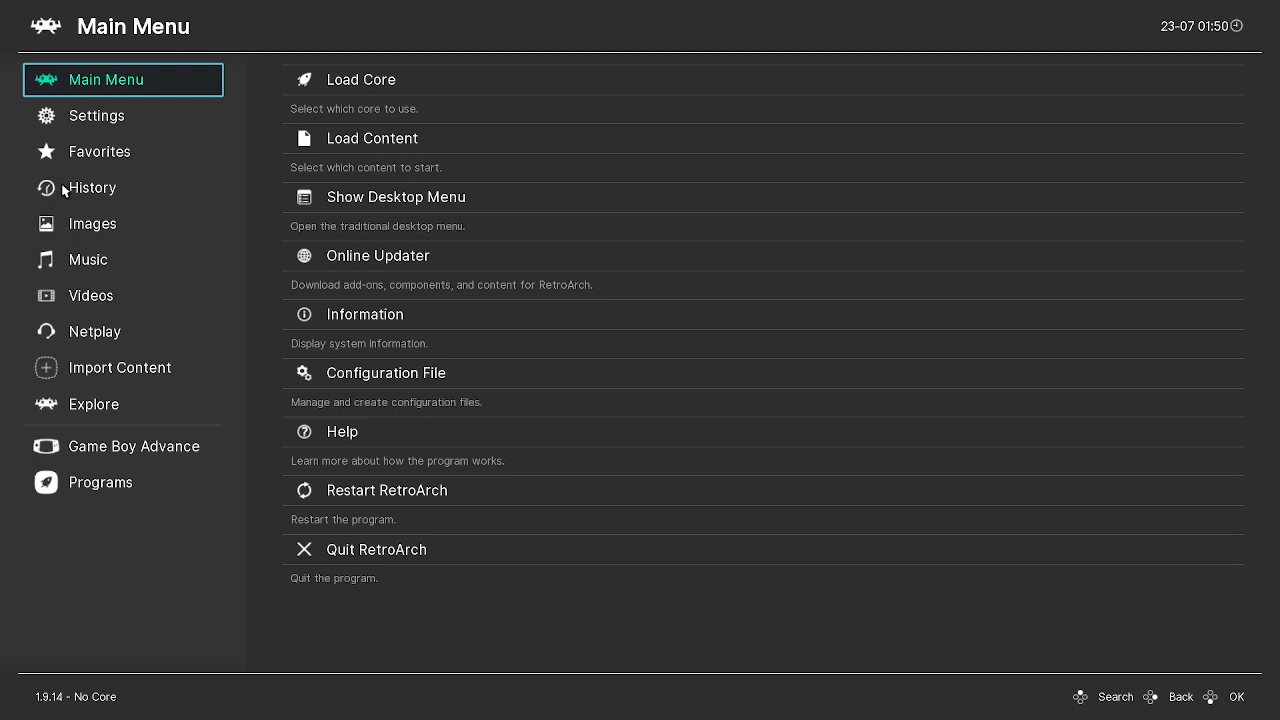 Main Menu
23-07 01:50
Main Menu
Settings
Favorites
History
Images
Music
Videos
Netplay
Import Content
Explore
Game Boy Advance
Programs
Load Core
Select which core to use.
Load Content
Select which content to start.
Show Desktop Menu
Open the traditional desktop menu.
Online Updater
Download add-ons, components, and content for RetroArch.
Information
Display system information.
Configuration File
Manage and create configuration files.
Help
Learn more about how the program works.
Restart RetroArch
Restart the program.
Quit RetroArch
Quit the program.
1.9.14 - No Core
Search Back OK